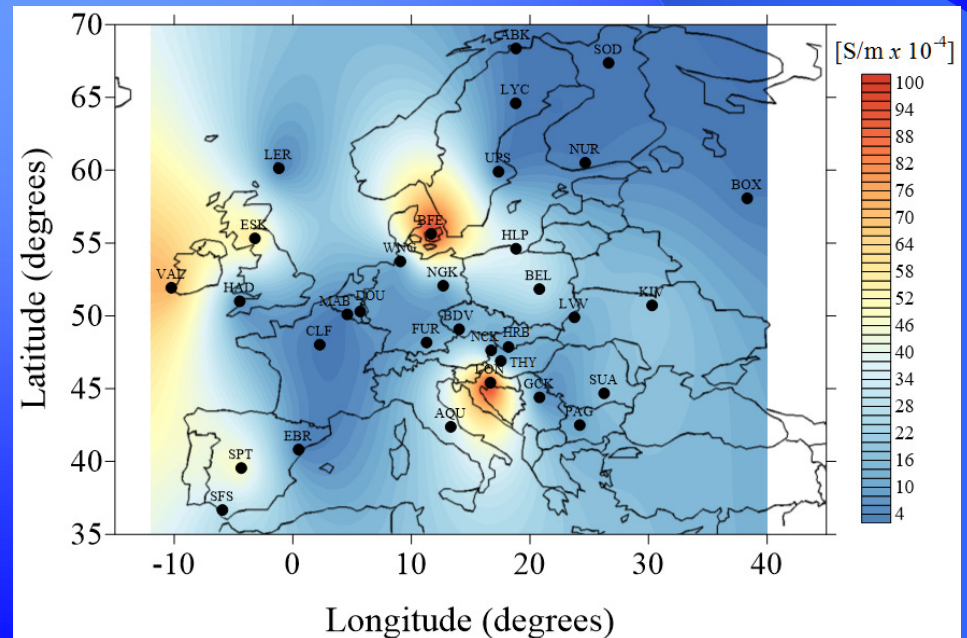 [S/m x 10⁻⁴]
100
94
88
82
76
70
64
58
52
46
40
34
28
22
16
10
4
Latitude (degrees)
70
65
60
55
50
45
40
35
ABK
SOD
LYC
NUR
UPS
LER
BOX
ESK
BFE
HLP
WNG
VAL
NGK
BEL
HAD
MAB
DOU
LVV
KIV
CLF
FUR
BDV
NCK
HRB
THY
LON
GCK
SUA
AQU
PAG
EBR
SPT
SFS
-10
0
10
20
30
40
Longitude (degrees)